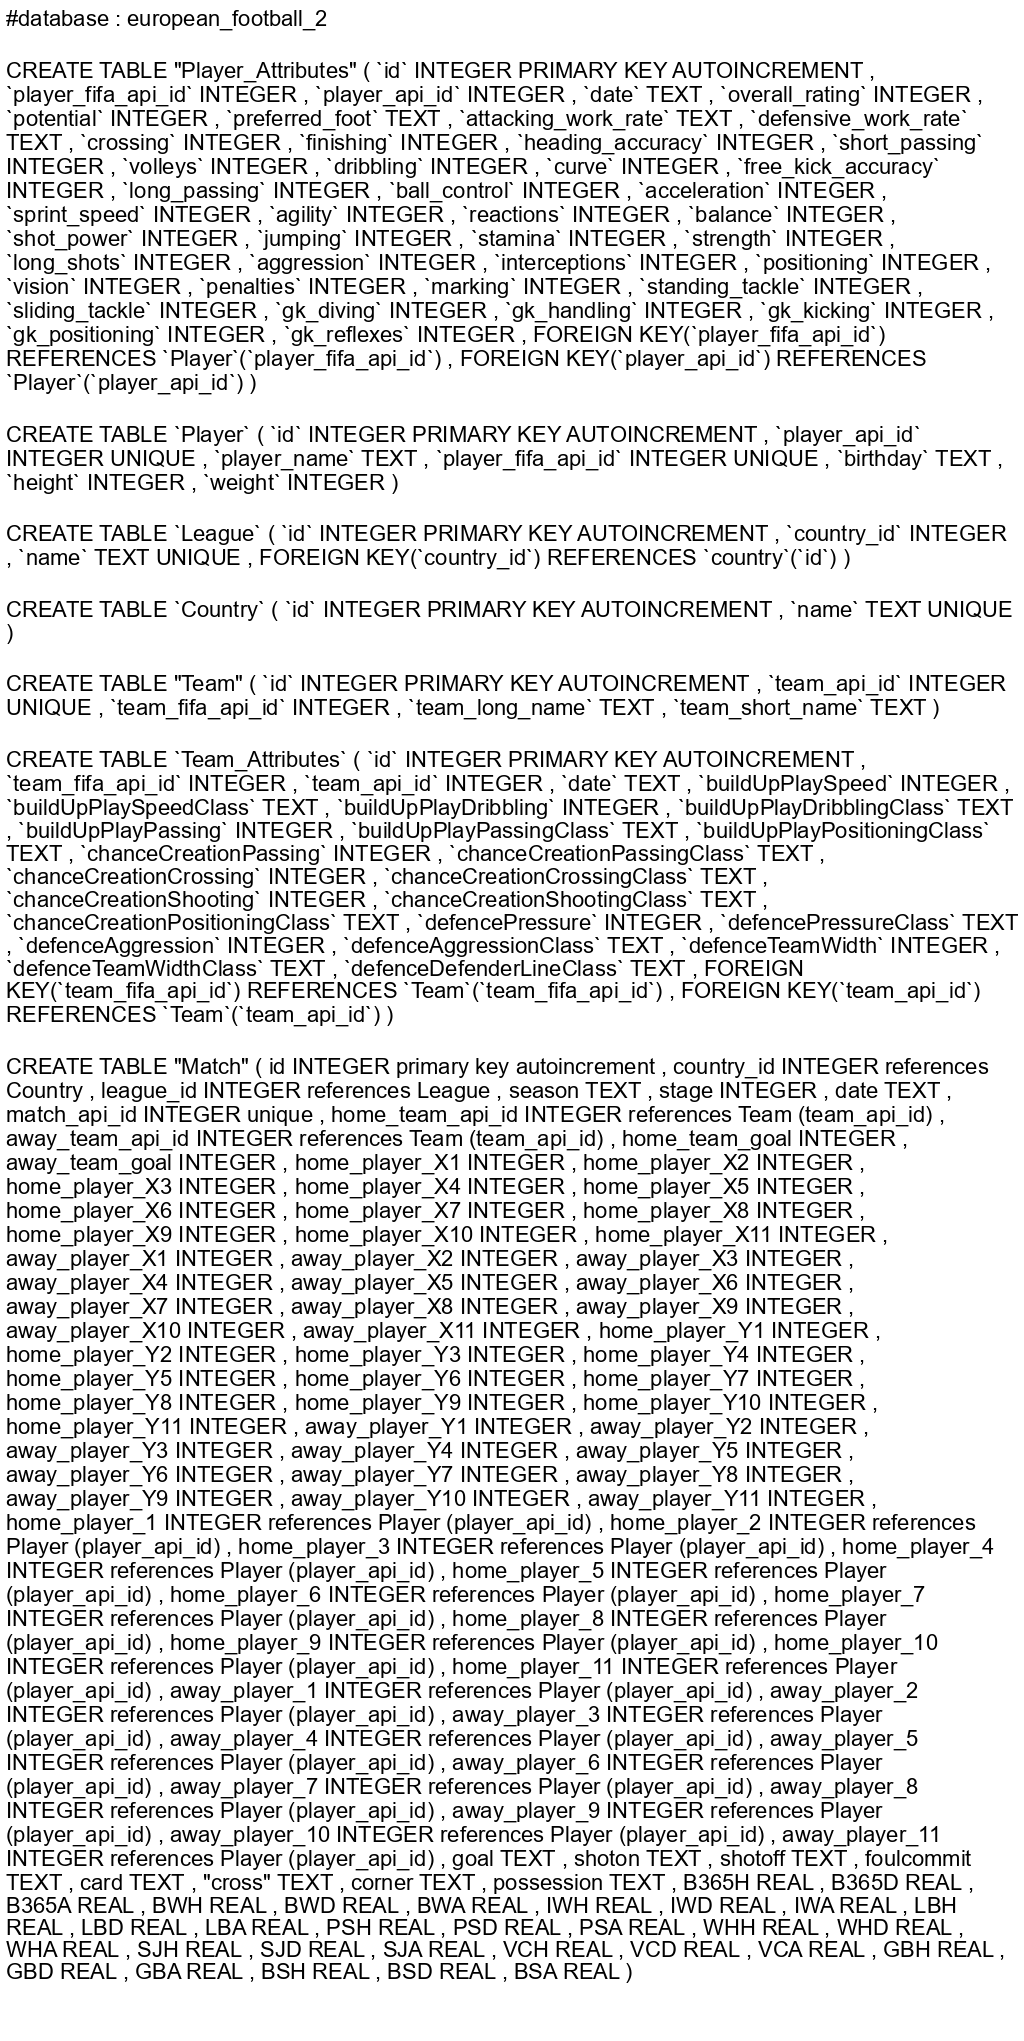 #database : european_football_2
CREATE TABLE "Player_Attributes" ( `id` INTEGER PRIMARY KEY AUTOINCREMENT ,
`player_fifa_api_id` INTEGER , `player_api_id` INTEGER , `date` TEXT , `overall_rating` INTEGER ,
`potential` INTEGER , `preferred_foot` TEXT , `attacking_work_rate` TEXT , `defensive_work_rate`
TEXT , `crossing` INTEGER , `finishing` INTEGER , `heading_accuracy` INTEGER , `short_passing`
INTEGER , `volleys` INTEGER , `dribbling` INTEGER , `curve` INTEGER , `free_kick_accuracy`
INTEGER , `long_passing` INTEGER , `ball_control` INTEGER , `acceleration` INTEGER ,
`sprint_speed` INTEGER , `agility` INTEGER , `reactions` INTEGER , `balance` INTEGER ,
`shot_power` INTEGER , `jumping` INTEGER , `stamina` INTEGER , `strength` INTEGER ,
`long_shots` INTEGER , `aggression` INTEGER , `interceptions` INTEGER , `positioning` INTEGER ,
`vision` INTEGER , `penalties` INTEGER , `marking` INTEGER , `standing_tackle` INTEGER ,
`sliding_tackle` INTEGER , `gk_diving` INTEGER , `gk_handling` INTEGER , `gk_kicking` INTEGER ,
`gk_positioning` INTEGER , `gk_reflexes` INTEGER , FOREIGN KEY(`player_fifa_api_id`)
REFERENCES `Player`(`player_fifa_api_id`) , FOREIGN KEY(`player_api_id`) REFERENCES
`Player`(`player_api_id`) )
CREATE TABLE `Player` ( `id` INTEGER PRIMARY KEY AUTOINCREMENT , `player_api_id`
INTEGER UNIQUE , `player_name` TEXT , `player_fifa_api_id` INTEGER UNIQUE , `birthday` TEXT ,
`height` INTEGER , `weight` INTEGER )
CREATE TABLE `League` ( `id` INTEGER PRIMARY KEY AUTOINCREMENT , `country_id` INTEGER
, `name` TEXT UNIQUE , FOREIGN KEY(`country_id`) REFERENCES `country`(`id`) )
CREATE TABLE `Country` ( `id` INTEGER PRIMARY KEY AUTOINCREMENT , `name` TEXT UNIQUE
)
CREATE TABLE "Team" ( `id` INTEGER PRIMARY KEY AUTOINCREMENT , `team_api_id` INTEGER
UNIQUE , `team_fifa_api_id` INTEGER , `team_long_name` TEXT , `team_short_name` TEXT )
CREATE TABLE `Team_Attributes` ( `id` INTEGER PRIMARY KEY AUTOINCREMENT ,
`team_fifa_api_id` INTEGER , `team_api_id` INTEGER , `date` TEXT , `buildUpPlaySpeed` INTEGER ,
`buildUpPlaySpeedClass` TEXT , `buildUpPlayDribbling` INTEGER , `buildUpPlayDribblingClass` TEXT
, `buildUpPlayPassing` INTEGER , `buildUpPlayPassingClass` TEXT , `buildUpPlayPositioningClass`
TEXT , `chanceCreationPassing` INTEGER , `chanceCreationPassingClass` TEXT ,
`chanceCreationCrossing` INTEGER , `chanceCreationCrossingClass` TEXT ,
`chanceCreationShooting` INTEGER , `chanceCreationShootingClass` TEXT ,
`chanceCreationPositioningClass` TEXT , `defencePressure` INTEGER , `defencePressureClass` TEXT
, `defenceAggression` INTEGER , `defenceAggressionClass` TEXT , `defenceTeamWidth` INTEGER ,
`defenceTeamWidthClass` TEXT , `defenceDefenderLineClass` TEXT , FOREIGN
KEY(`team_fifa_api_id`) REFERENCES `Team`(`team_fifa_api_id`) , FOREIGN KEY(`team_api_id`)
REFERENCES `Team`(`team_api_id`) )
CREATE TABLE "Match" ( id INTEGER primary key autoincrement , country_id INTEGER references
Country , league_id INTEGER references League , season TEXT , stage INTEGER , date TEXT ,
match_api_id INTEGER unique , home_team_api_id INTEGER references Team (team_api_id) ,
away_team_api_id INTEGER references Team (team_api_id) , home_team_goal INTEGER ,
away_team_goal INTEGER , home_player_X1 INTEGER , home_player_X2 INTEGER ,
home_player_X3 INTEGER , home_player_X4 INTEGER , home_player_X5 INTEGER ,
home_player_X6 INTEGER , home_player_X7 INTEGER , home_player_X8 INTEGER ,
home_player_X9 INTEGER , home_player_X10 INTEGER , home_player_X11 INTEGER ,
away_player_X1 INTEGER , away_player_X2 INTEGER , away_player_X3 INTEGER ,
away_player_X4 INTEGER , away_player_X5 INTEGER , away_player_X6 INTEGER ,
away_player_X7 INTEGER , away_player_X8 INTEGER , away_player_X9 INTEGER ,
away_player_X10 INTEGER , away_player_X11 INTEGER , home_player_Y1 INTEGER ,
home_player_Y2 INTEGER , home_player_Y3 INTEGER , home_player_Y4 INTEGER ,
home_player_Y5 INTEGER , home_player_Y6 INTEGER , home_player_Y7 INTEGER ,
home_player_Y8 INTEGER , home_player_Y9 INTEGER , home_player_Y10 INTEGER ,
home_player_Y11 INTEGER , away_player_Y1 INTEGER , away_player_Y2 INTEGER ,
away_player_Y3 INTEGER , away_player_Y4 INTEGER , away_player_Y5 INTEGER ,
away_player_Y6 INTEGER , away_player_Y7 INTEGER , away_player_Y8 INTEGER ,
away_player_Y9 INTEGER , away_player_Y10 INTEGER , away_player_Y11 INTEGER ,
home_player_1 INTEGER references Player (player_api_id) , home_player_2 INTEGER references
Player (player_api_id) , home_player_3 INTEGER references Player (player_api_id) , home_player_4
INTEGER references Player (player_api_id) , home_player_5 INTEGER references Player
(player_api_id) , home_player_6 INTEGER references Player (player_api_id) , home_player_7
INTEGER references Player (player_api_id) , home_player_8 INTEGER references Player
(player_api_id) , home_player_9 INTEGER references Player (player_api_id) , home_player_10
INTEGER references Player (player_api_id) , home_player_11 INTEGER references Player
(player_api_id) , away_player_1 INTEGER references Player (player_api_id) , away_player_2
INTEGER references Player (player_api_id) , away_player_3 INTEGER references Player
(player_api_id) , away_player_4 INTEGER references Player (player_api_id) , away_player_5
INTEGER references Player (player_api_id) , away_player_6 INTEGER references Player
(player_api_id) , away_player_7 INTEGER references Player (player_api_id) , away_player_8
INTEGER references Player (player_api_id) , away_player_9 INTEGER references Player
(player_api_id) , away_player_10 INTEGER references Player (player_api_id) , away_player_11
INTEGER references Player (player_api_id) , goal TEXT , shoton TEXT , shotoff TEXT , foulcommit
TEXT , card TEXT , "cross" TEXT , corner TEXT , possession TEXT , B365H REAL , B365D REAL ,
B365A REAL , BWH REAL , BWD REAL , BWA REAL , IWH REAL , IWD REAL , IWA REAL , LBH
REAL , LBD REAL , LBA REAL , PSH REAL , PSD REAL , PSA REAL , WHH REAL , WHD REAL ,
WHA REAL , SJH REAL , SJD REAL , SJA REAL , VCH REAL , VCD REAL , VCA REAL , GBH REAL ,
GBD REAL , GBA REAL , BSH REAL , BSD REAL , BSA REAL )